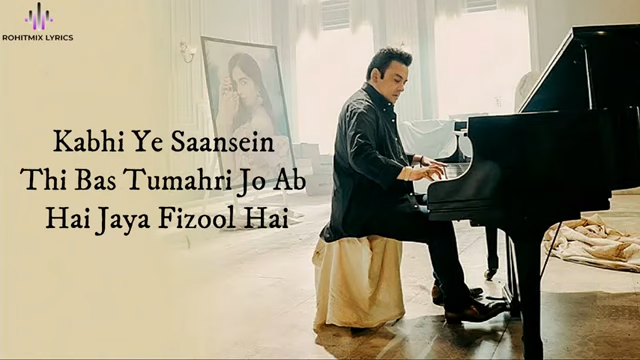 ROHITMIX LYRICS
Kabhi Ye Saansein
Thi Bas Tumahri Jo Ab
Hai Jaya Fizool Hai